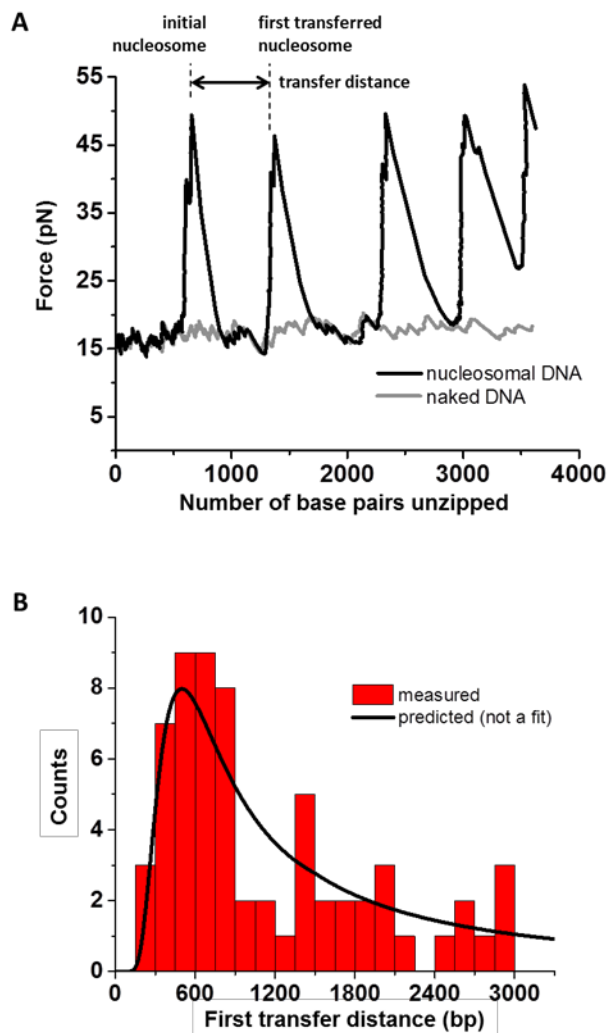 A
initial
nucleosome
first transferred
nucleosome
transfer distance
55
45
35
25
15
5
Force (pN)
nucleosomal DNA
naked DNA
0
1000
2000
3000
4000
Number of base pairs unzipped
B
10
8
6
4
2
0
Counts
measured
predicted (not a fit)
0
600
1200
1800
2400
3000
First transfer distance (bp)